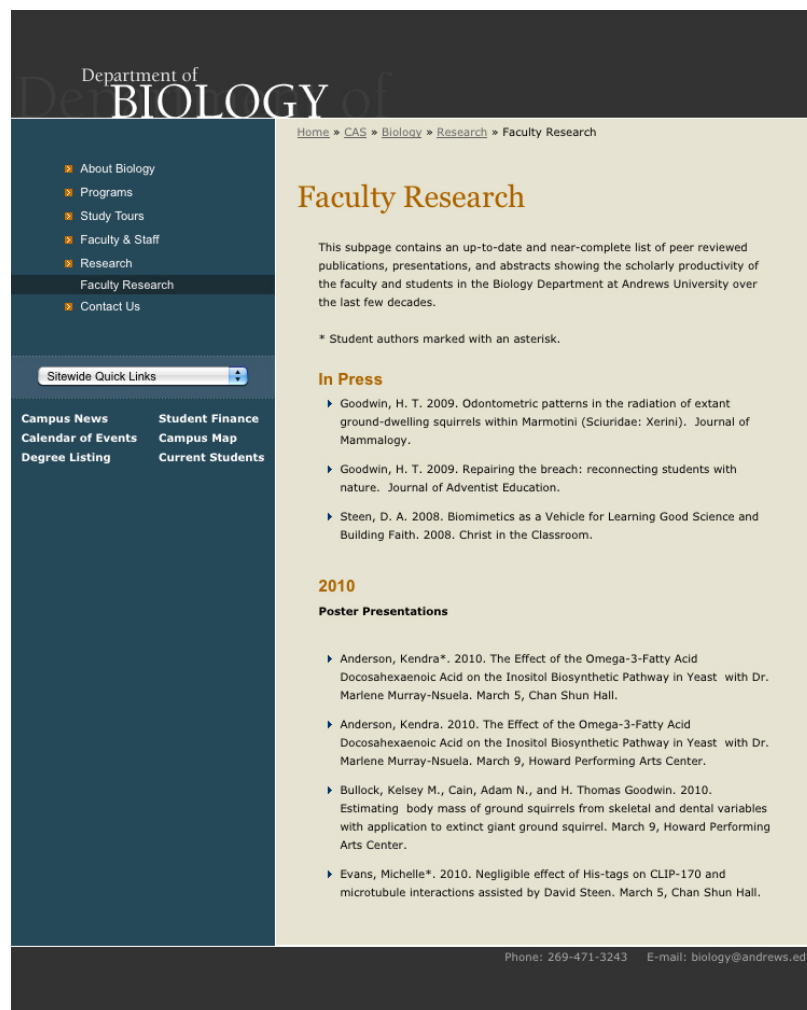 Department of
BIOLOGY
Department of
Home » CAS » Biology » Research » Faculty Research
About Biology
Programs
Study Tours
Faculty & Staff
Research
Faculty Research
Contact Us
Sitewide Quick Links
Campus News
Student Finance
Calendar of Events
Campus Map
Degree Listing
Current Students
Faculty Research
This subpage contains an up-to-date and near-complete list of peer reviewed
publications, presentations, and abstracts showing the scholarly productivity of
the faculty and students in the Biology Department at Andrews University over
the last few decades.
* Student authors marked with an asterisk.
In Press
Goodwin, H. T. 2009. Odontometric patterns in the radiation of extant
ground-dwelling squirrels within Marmotini (Sciuridae: Xerini).  Journal of
Mammalogy.
Goodwin, H. T. 2009. Repairing the breach: reconnecting students with
nature.  Journal of Adventist Education.
Steen, D. A. 2008. Biomimetics as a Vehicle for Learning Good Science and
Building Faith. 2008. Christ in the Classroom.
2010
Poster Presentations
Anderson, Kendra*. 2010. The Effect of the Omega-3-Fatty Acid
Docosahexaenoic Acid on the Inositol Biosynthetic Pathway in Yeast  with Dr.
Marlene Murray-Nsuela. March 5, Chan Shun Hall.
Anderson, Kendra. 2010. The Effect of the Omega-3-Fatty Acid
Docosahexaenoic Acid on the Inositol Biosynthetic Pathway in Yeast  with Dr.
Marlene Murray-Nsuela. March 9, Howard Performing Arts Center.
Bullock, Kelsey M., Cain, Adam N., and H. Thomas Goodwin. 2010.
Estimating  body mass of ground squirrels from skeletal and dental variables
with application to extinct giant ground squirrel. March 9, Howard Performing
Arts Center.
Evans, Michelle*. 2010. Negligible effect of His-tags on CLIP-170 and
microtubule interactions assisted by David Steen. March 5, Chan Shun Hall.
Phone: 269-471-3243 E-mail: biology@andrews.ed